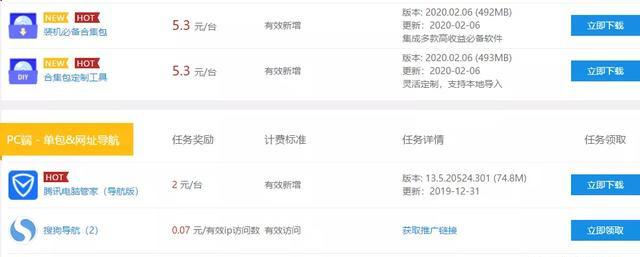 NEW HOT
装机必备合集包
5.3 元/台
有效新增
版本: 2020.02.06 (492MB)
更新: 2020-02-06
集成多款高收益必备软件
立即下载
NEW HOT
DIY
合集包定制工具
5.3 元/台
有效新增
版本: 2020.02.06 (493MB)
更新: 2020-02-06
灵活定制，支持本地导入
立即下载
PC端 - 单包&网址导航
任务奖励
计费标准
任务详情
任务领取
HOT
腾讯电脑管家（导航版）
2 元/台
有效新增
版本: 13.5.20524.301 (74.8M)
更新: 2019-12-31
立即下载
搜狗导航（2）
0.07 元/有效ip访问数
有效访问
获取推广链接
立即领取